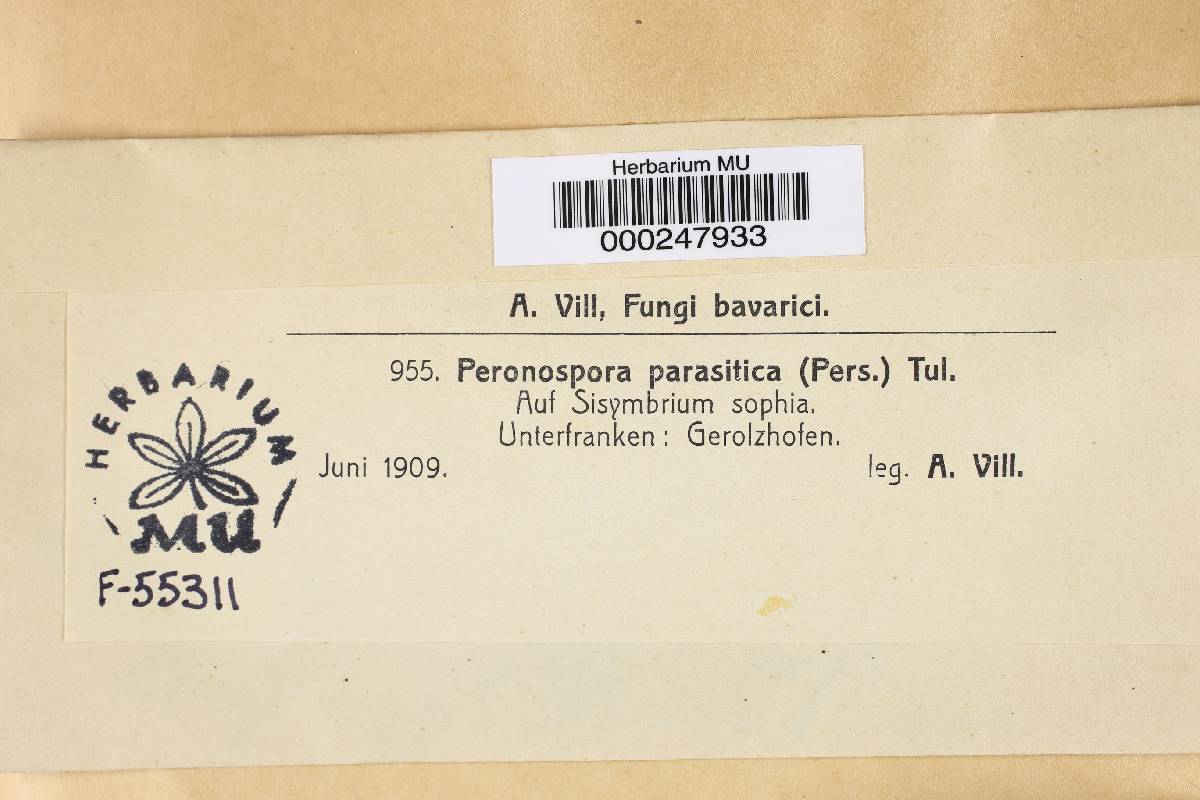 Herbarium MU
000247933
A. Vill, Fungi bavarici.
955. Peronospora parasitica (Pers.) Tul.
Auf Sisymbrium sophia.
Unterfranken: Gerolzhofen.
Juni 1909. leg. A. Vill.
HERBARIUM
MU
F-55311